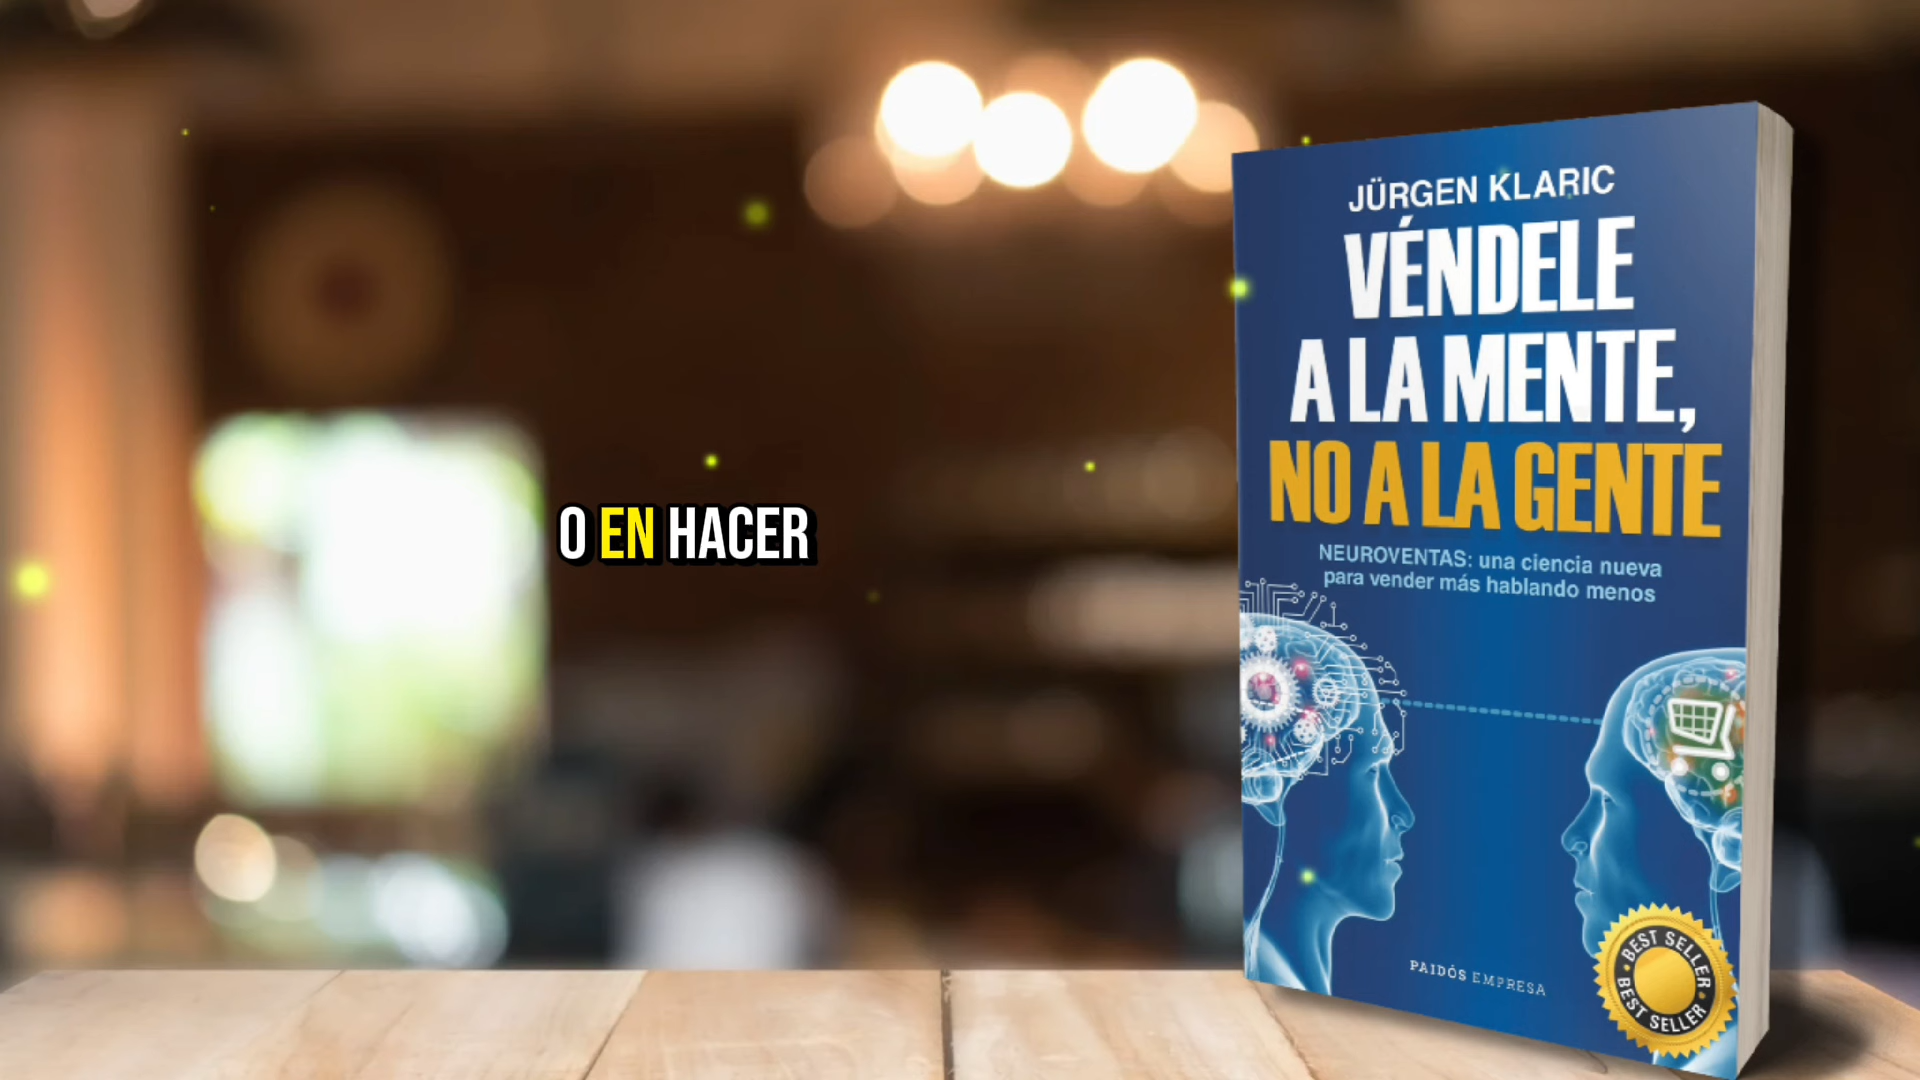 O EN HACER
JÜRGEN KLARIC
VÉNDELE
A LA MENTE,
NO A LA GENTE
NEUROVENTAS: una ciencia nueva
para vender más hablando menos
PAIDÓS EMPRESA
BEST SELLER
BEST SELLER